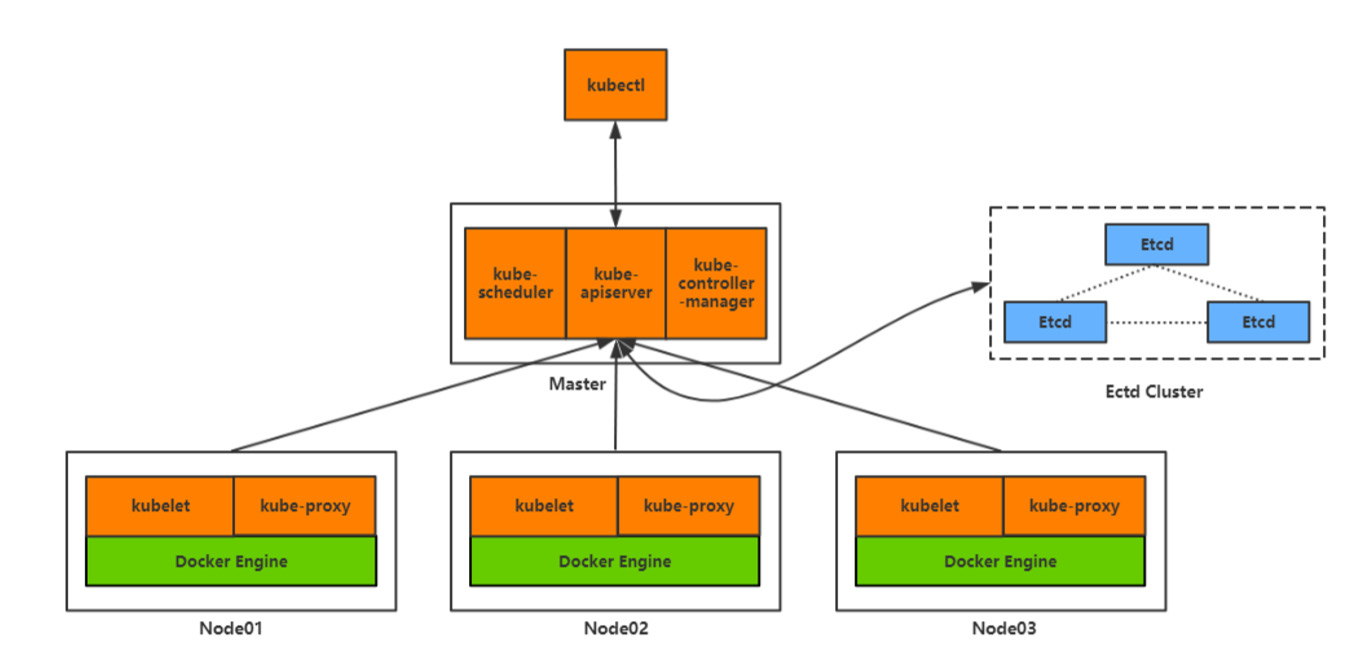 kubectl
kube-
scheduler
kube-
apiserver
kube-
controller
-manager
Master
Etcd
Etcd
Etcd
Ectd Cluster
kubelet
kube-proxy
Docker Engine
Node01
kubelet
kube-proxy
Docker Engine
Node02
kubelet
kube-proxy
Docker Engine
Node03